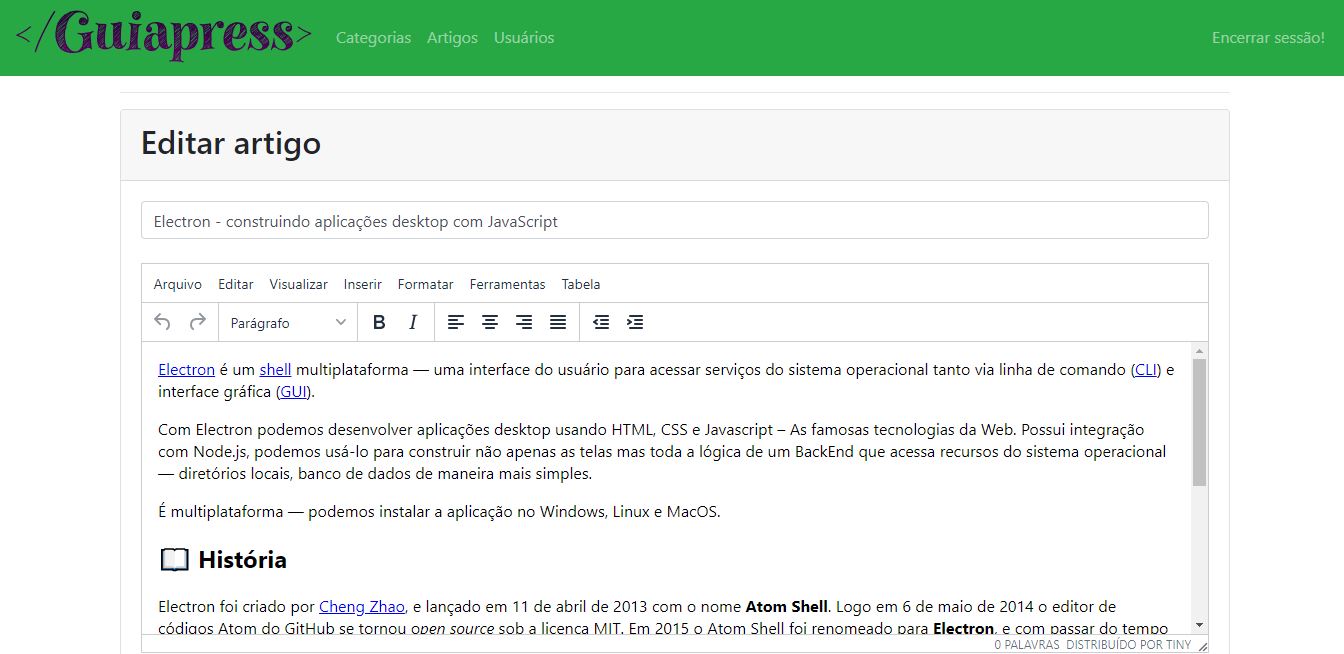 </Guiapress>
Categorias Artigos Usuários
Encerrar sessão!
Editar artigo
Electron - construindo aplicações desktop com JavaScript
Arquivo Editar Visualizar Inserir Formatar Ferramentas Tabela
Parágrafo B I
Electron é um shell multiplataforma — uma interface do usuário para acessar serviços do sistema operacional tanto via linha de comando (CLI) e
interface gráfica (GUI).
Com Electron podemos desenvolver aplicações desktop usando HTML, CSS e Javascript – As famosas tecnologias da Web. Possui integração
com Node.js, podemos usá-lo para construir não apenas as telas mas toda a lógica de um BackEnd que acessa recursos do sistema operacional
— diretórios locais, banco de dados de maneira mais simples.
É multiplataforma — podemos instalar a aplicação no Windows, Linux e MacOS.
História
Electron foi criado por Cheng Zhao, e lançado em 11 de abril de 2013 com o nome Atom Shell. Logo em 6 de maio de 2014 o editor de
códigos Atom do GitHub se tornou open source sob a licença MIT. Em 2015 o Atom Shell foi renomeado para Electron, e com passar do tempo
0 PALAVRAS DISTRIBUÍDO POR TINY